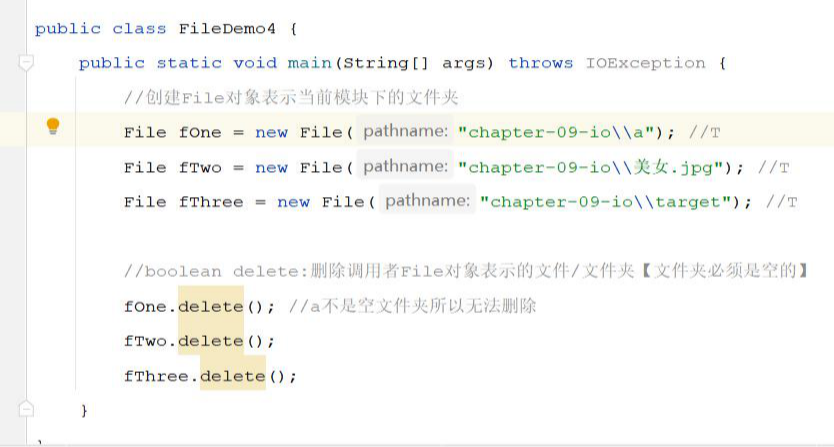 public class FileDemo4 {
public static void main(String[] args) throws IOException {
//创建File对象表示当前模块下的文件夹
File fOne = new File( pathname: "chapter-09-io\\a"); //T
File fTwo = new File( pathname: "chapter-09-io\\美女.jpg"); //T
File fThree = new File( pathname: "chapter-09-io\\target"); //T
//boolean delete:删除调用者File对象表示的文件/文件夹【文件夹必须是空的】
fOne.delete(); //a不是空文件夹所以无法删除
fTwo.delete();
fThree.delete();
}